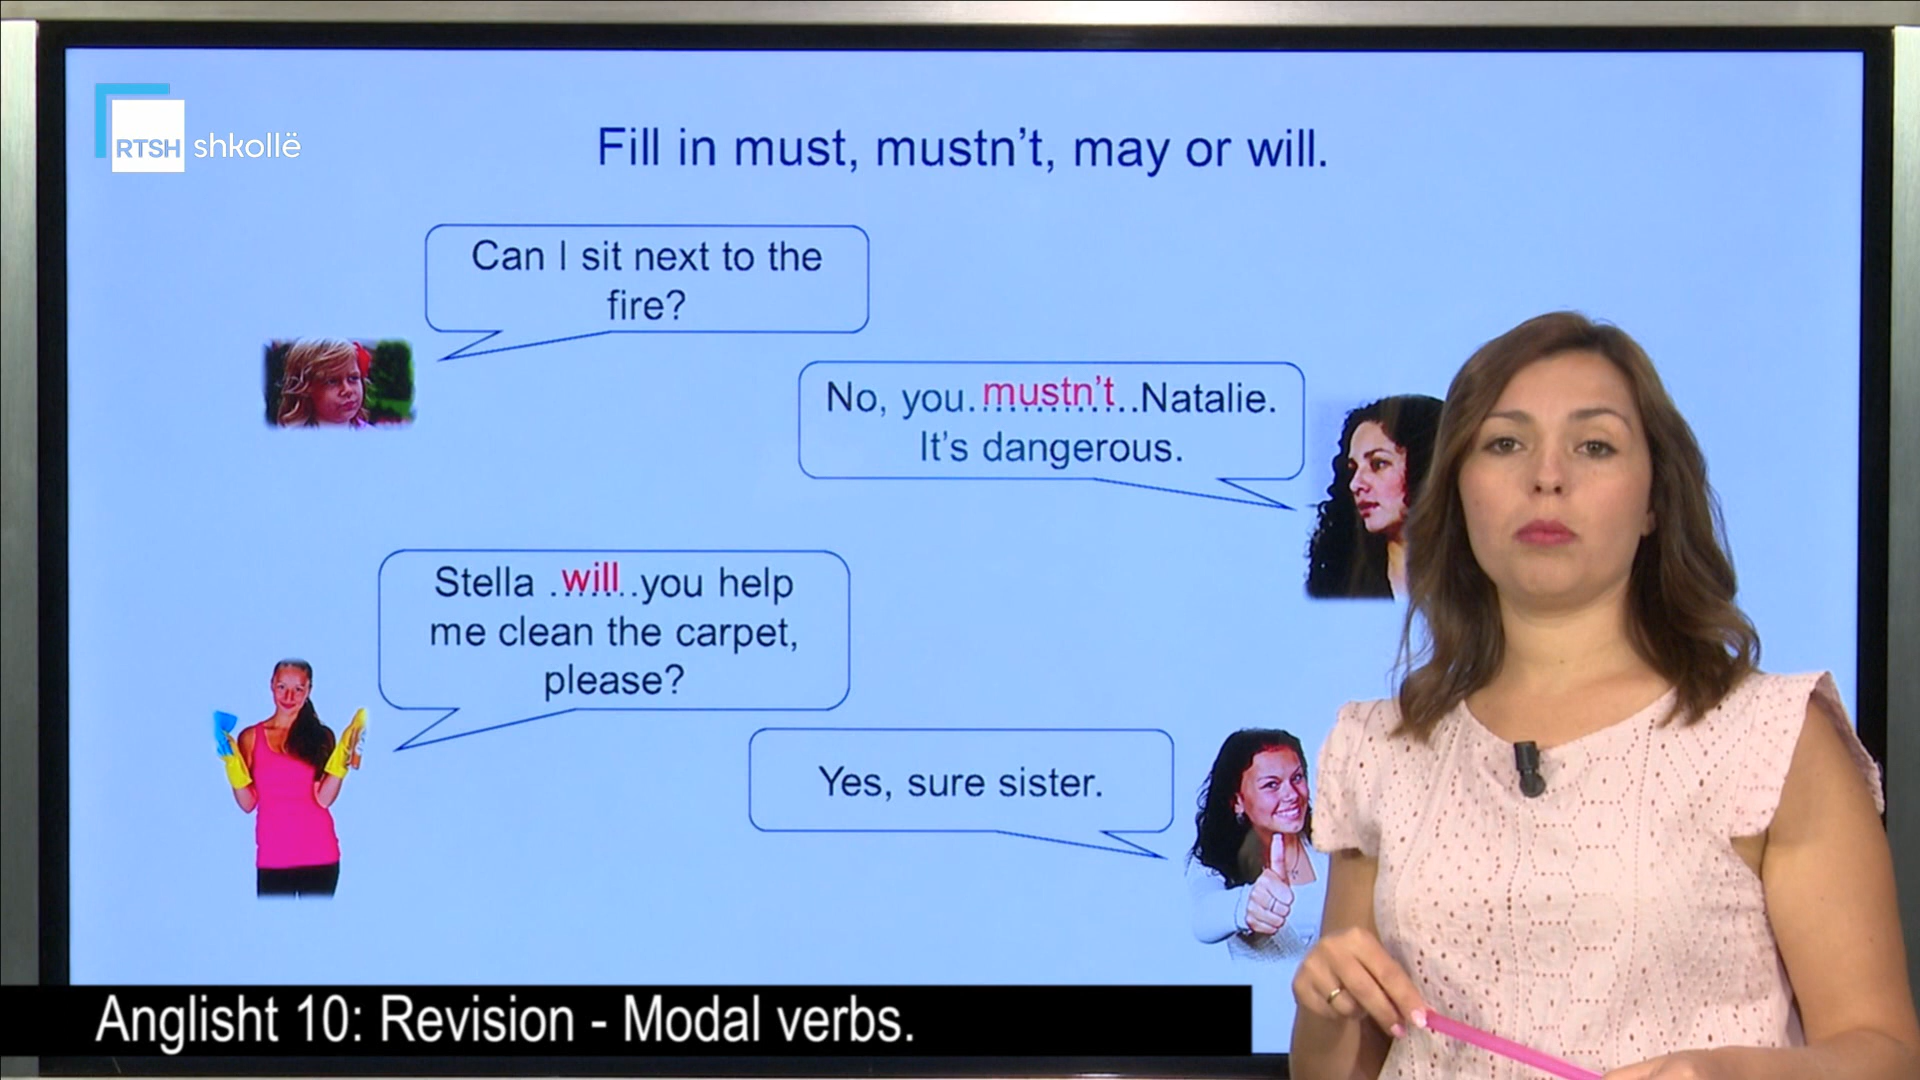 RTSH shkollë
Fill in must, mustn't, may or will.
Can I sit next to the
fire?
No, you.mustn't..Natalie.
It's dangerous.
Stella .will..you help
me clean the carpet,
please?
Yes, sure sister.
Anglisht 10: Revision - Modal verbs.